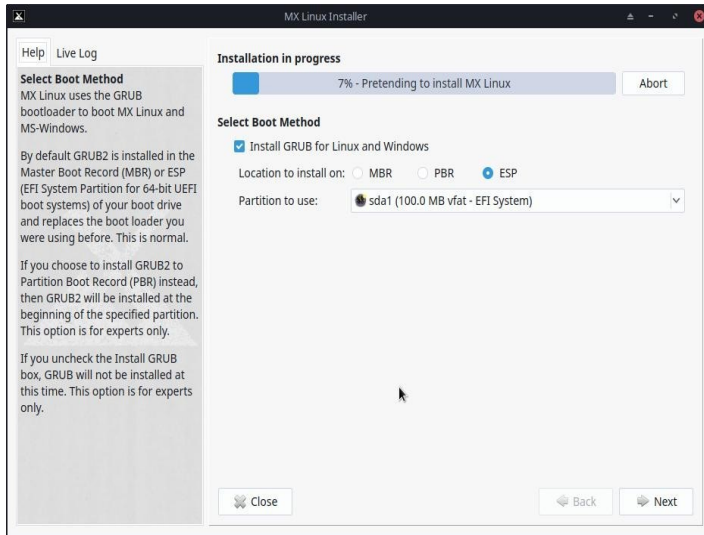 MX Linux Installer
Help Live Log
Select Boot Method
MX Linux uses the GRUB
bootloader to boot MX Linux and
MS-Windows.
By default GRUB2 is installed in the
Master Boot Record (MBR) or ESP
(EFI System Partition for 64-bit UEFI
boot systems) of your boot drive
and replaces the boot loader you
were using before. This is normal.
If you choose to install GRUB2 to
Partition Boot Record (PBR) instead,
then GRUB2 will be installed at the
beginning of the specified partition.
This option is for experts only.
If you uncheck the Install GRUB
box, GRUB will not be installed at
this time. This option is for experts
only.
Installation in progress
7% - Pretending to install MX Linux Abort
Select Boot Method
Install GRUB for Linux and Windows
Location to install on: MBR PBR ESP
Partition to use: sda1 (100.0 MB vfat - EFI System)
Close Back Next